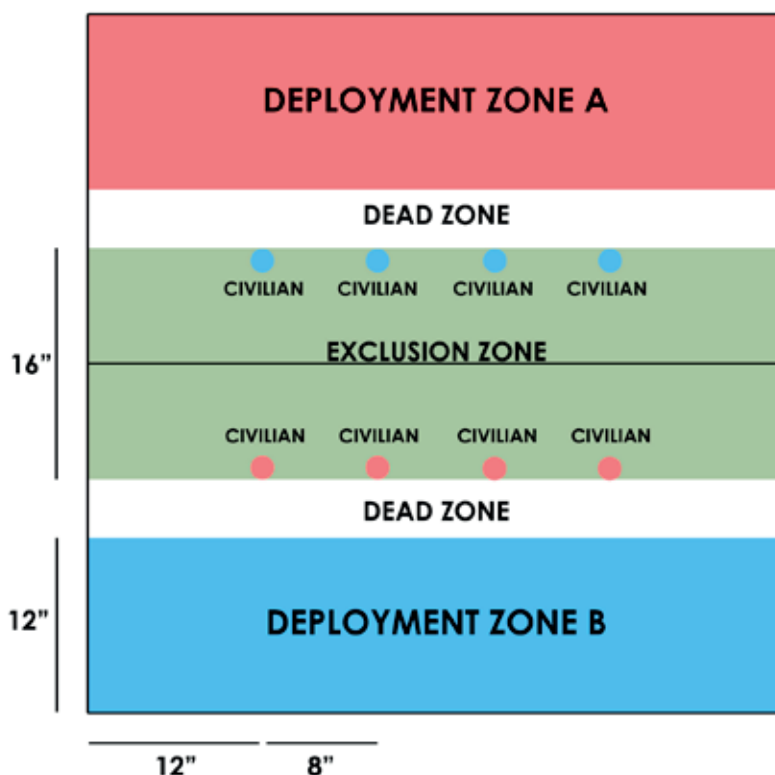 DEPLOYMENT ZONE A
DEAD ZONE
CIVILIAN CIVILIAN CIVILIAN CIVILIAN
EXCLUSION ZONE
16”
CIVILIAN CIVILIAN CIVILIAN CIVILIAN
DEAD ZONE
12”
DEPLOYMENT ZONE B
12” 8”